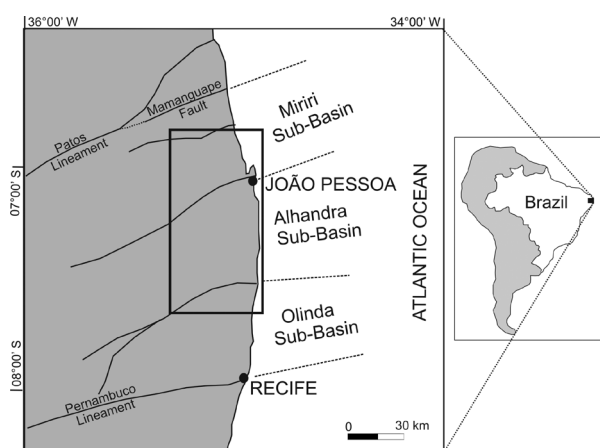 36°00' W
34°00' W
Mamanguape
Fault
Patos
Lineament
Miriri
Sub-Basin
07°00' S
JOÃO PESSOA
Alhandra
Sub-Basin
ATLANTIC OCEAN
Brazil
Olinda
Sub-Basin
08°00' S
RECIFE
Pernambuco
Lineament
0 30 km